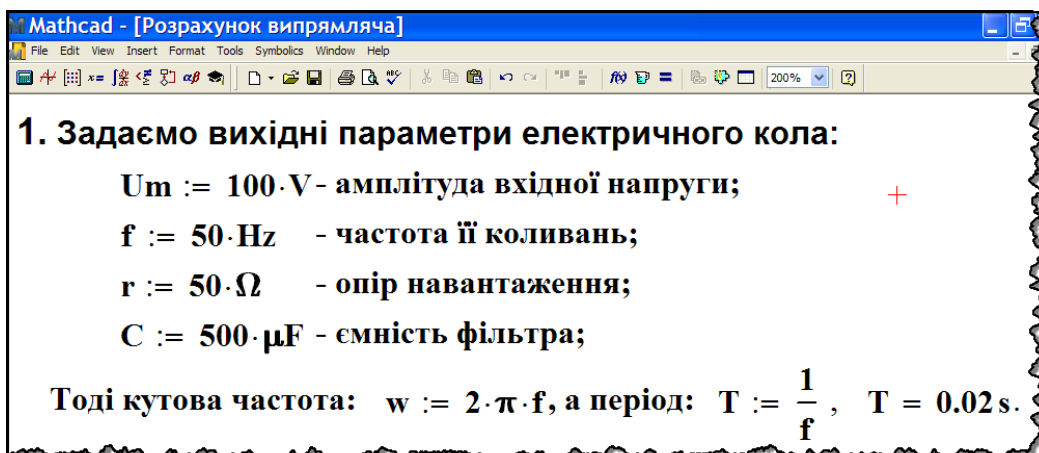 Mathcad - [Розрахунок випрямляча]
File Edit View Insert Format Tools Symbolics Window Help
200%
1. Задаємо вихідні параметри електричного кола:
Um := 100·V - амплітуда вхідної напруги;
f := 50·Hz - частота її коливань;
r := 50·Ω - опір навантаження;
C := 500·μF - ємність фільтра;
Тоді кутова частота: w := 2·π·f, а період: T := 1/f, T = 0.02 s.